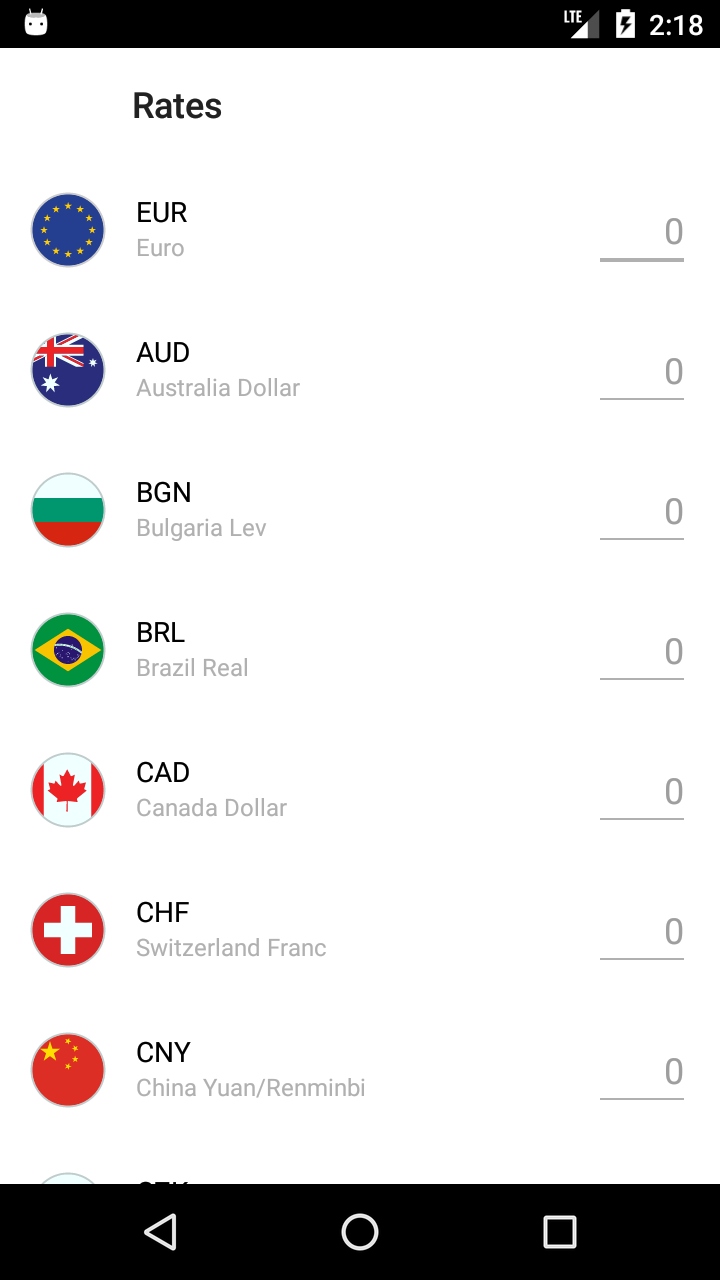 LTE 2:18
Rates
EUR
Euro
0
AUD
Australia Dollar
0
BGN
Bulgaria Lev
0
BRL
Brazil Real
0
CAD
Canada Dollar
0
CHF
Switzerland Franc
0
CNY
China Yuan/Renminbi
0